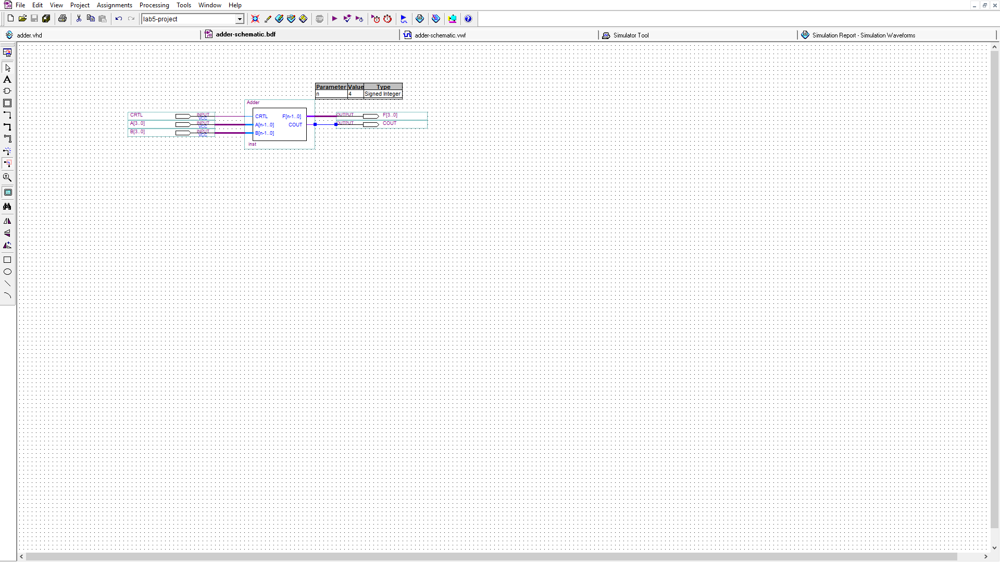 File Edit View Project Assignments Processing Tools Window Help
lab5-project
STOP
abc adder.vhd adder-schematic.bdf adder-schematic.vwf Simulator Tool Simulation Report - Simulation Waveforms
Parameter Value Type
n 4 Signed Integer
Adder
CRTL INPUT VCC CRTL F[n-1..0] OUTPUT F[3..0]
A[3..0] INPUT VCC A[n-1..0] COUT OUTPUT COUT
B[3..0] INPUT VCC B[n-1..0]
inst